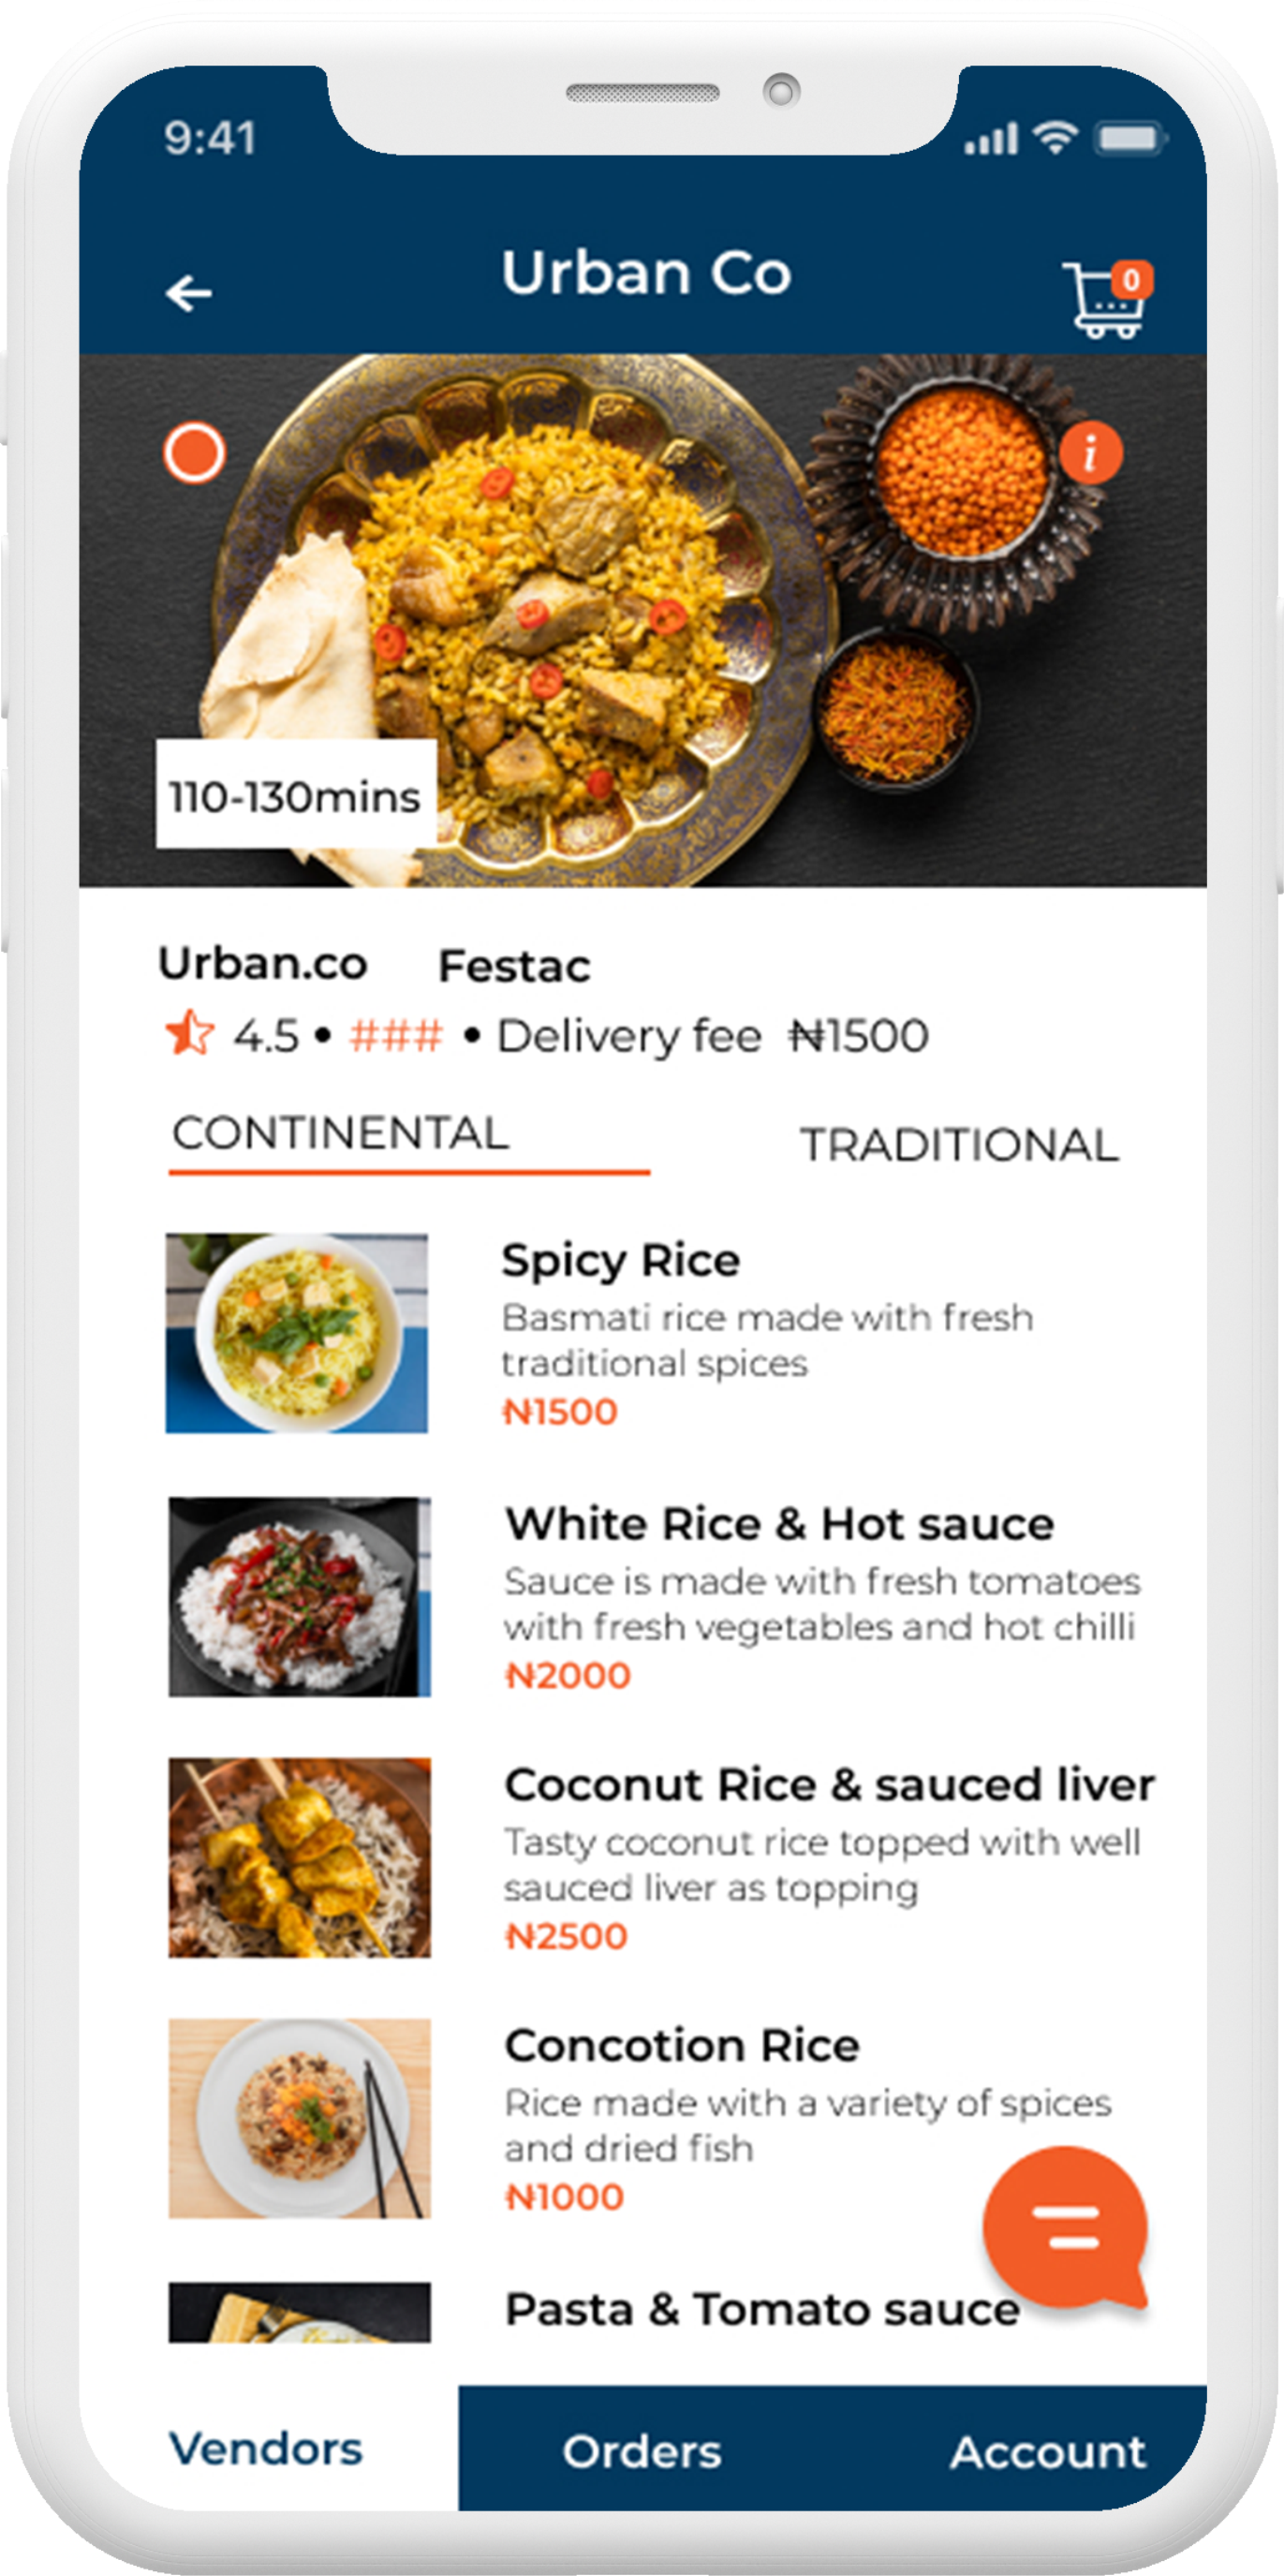 9:41
Urban Co
0
i
110-130mins
Urban.co Festac
4.5 • ### • Delivery fee ₦1500
CONTINENTAL TRADITIONAL
Spicy Rice
Basmati rice made with fresh
traditional spices
₦1500
White Rice & Hot sauce
Sauce is made with fresh tomatoes
with fresh vegetables and hot chilli
₦2000
Coconut Rice & sauced liver
Tasty coconut rice topped with well
sauced liver as topping
₦2500
Concotion Rice
Rice made with a variety of spices
and dried fish
₦1000
Pasta & Tomato sauce
Vendors Orders Account